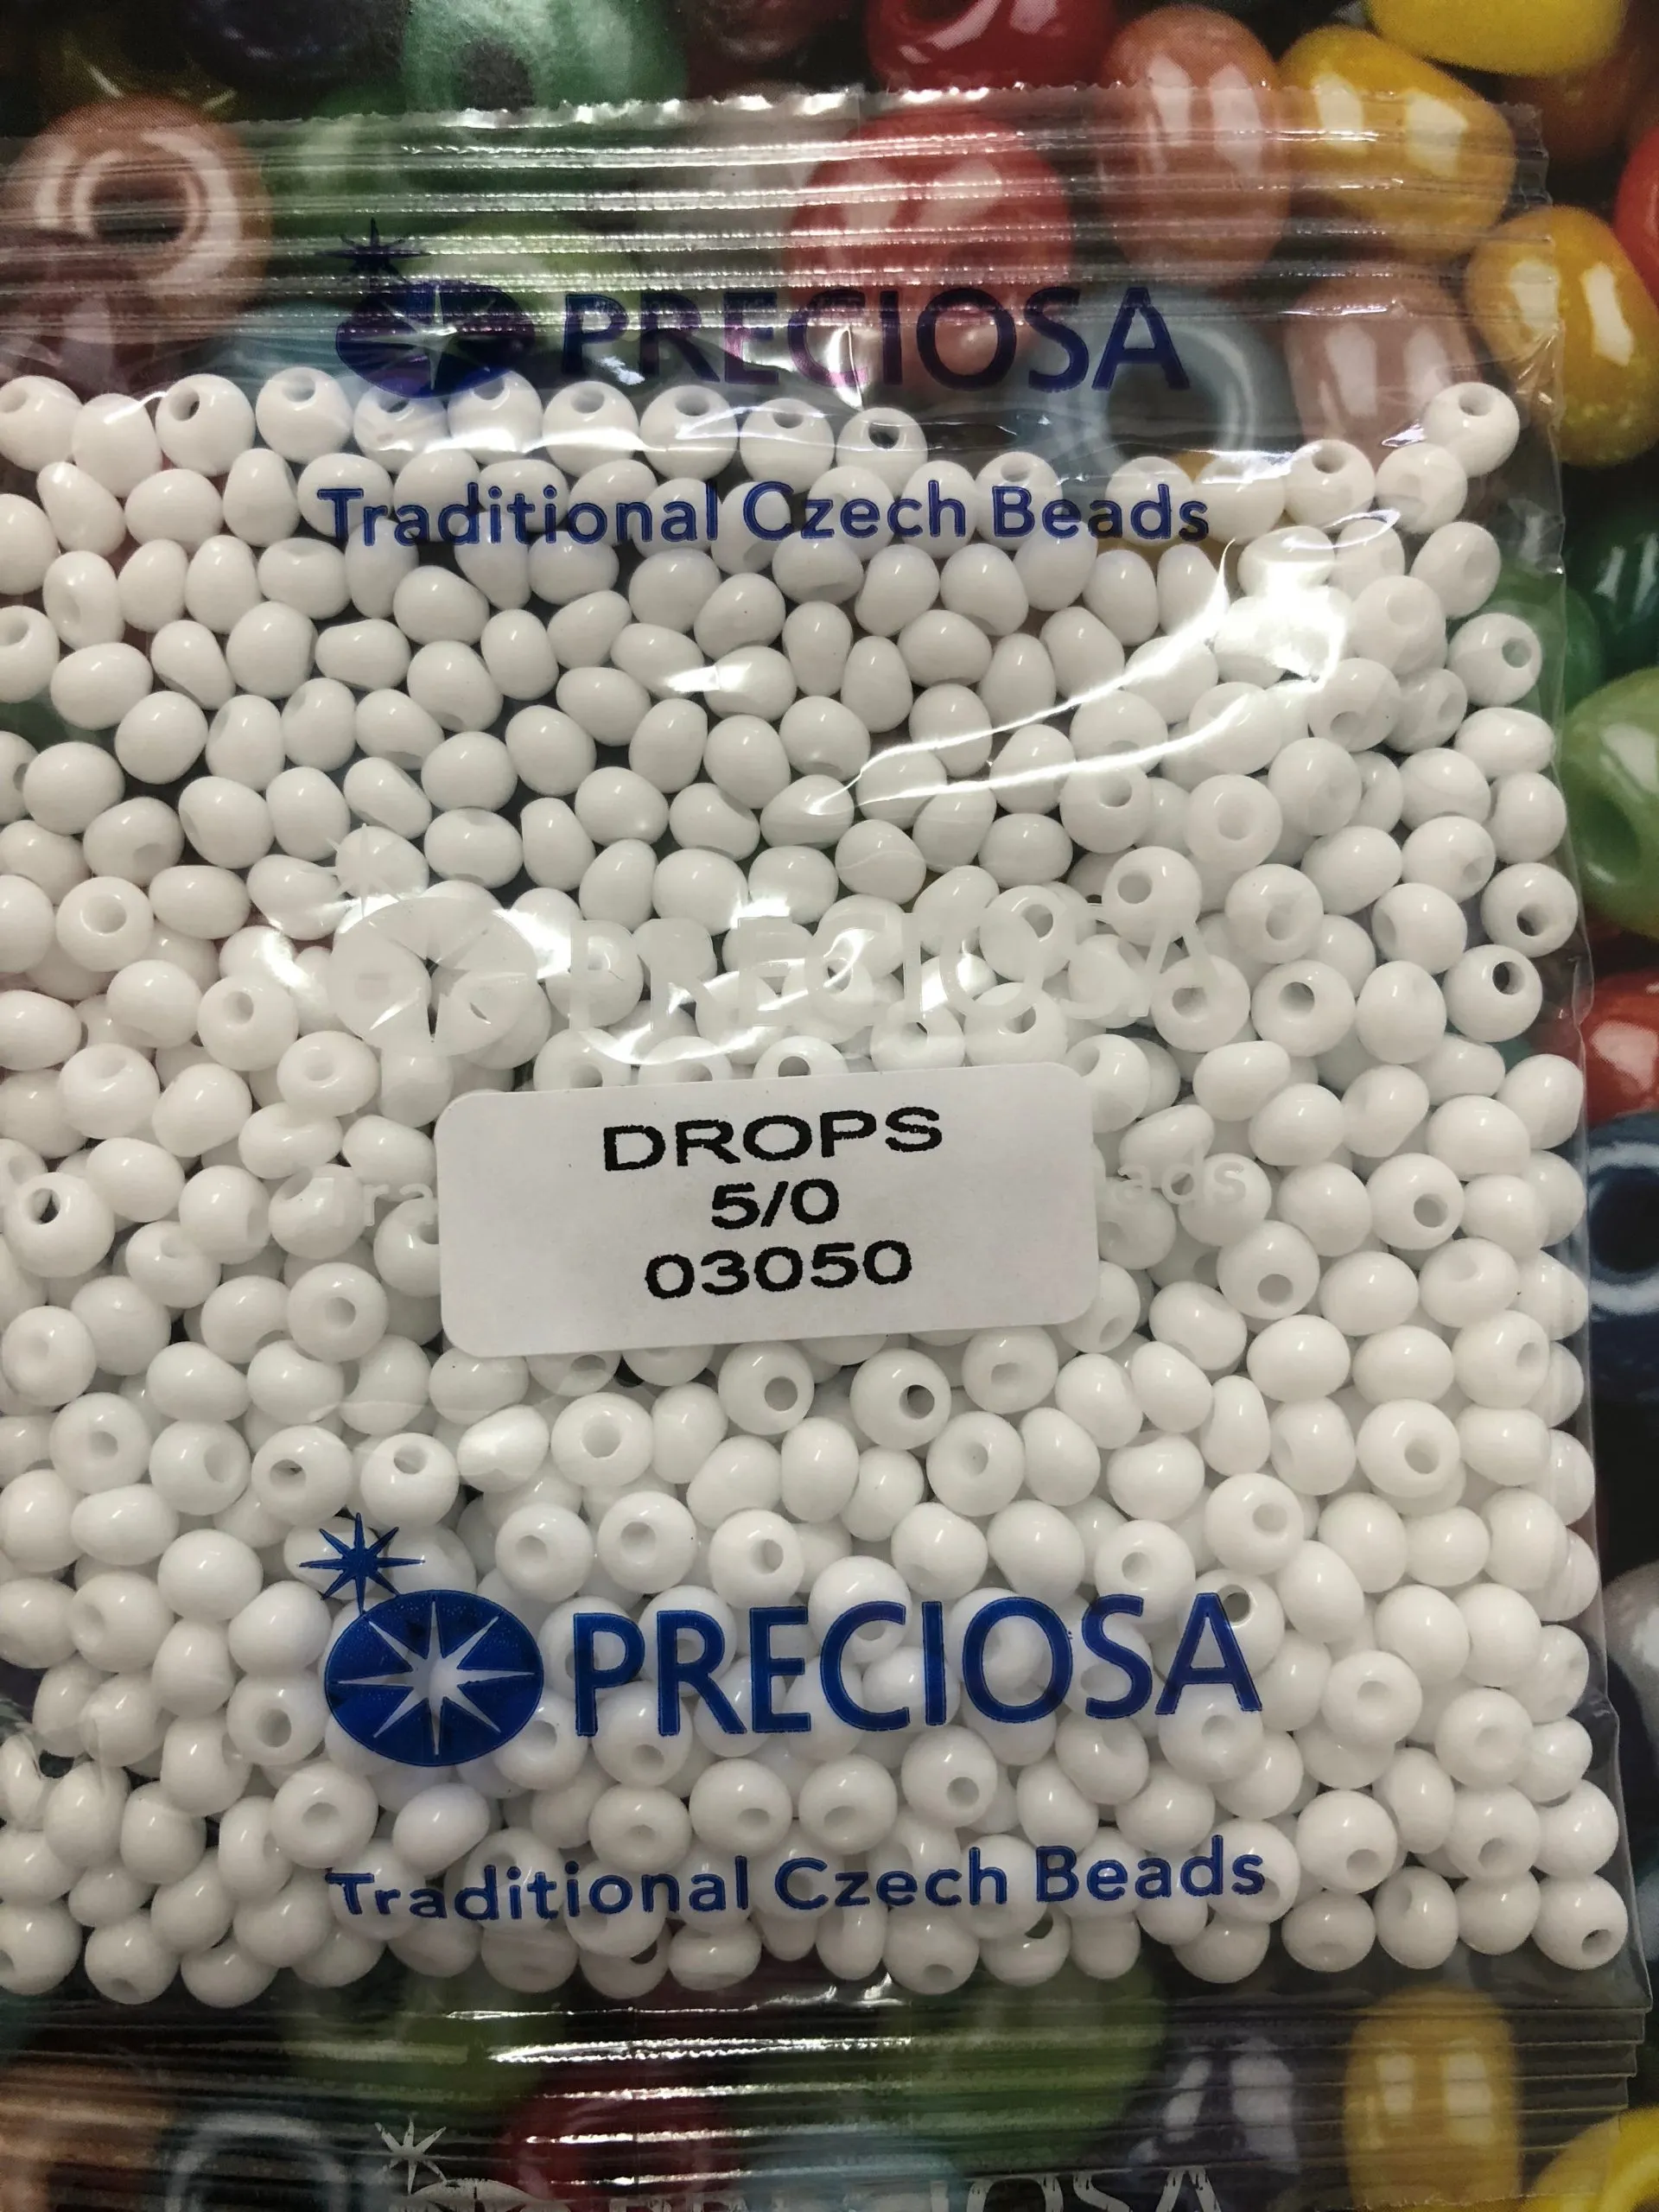 PRECIOSA
Traditional Czech Beads
PRECIOSA
DROPS
5/0
03050
PRECIOSA
Traditional Czech Beads
PRECIOSA